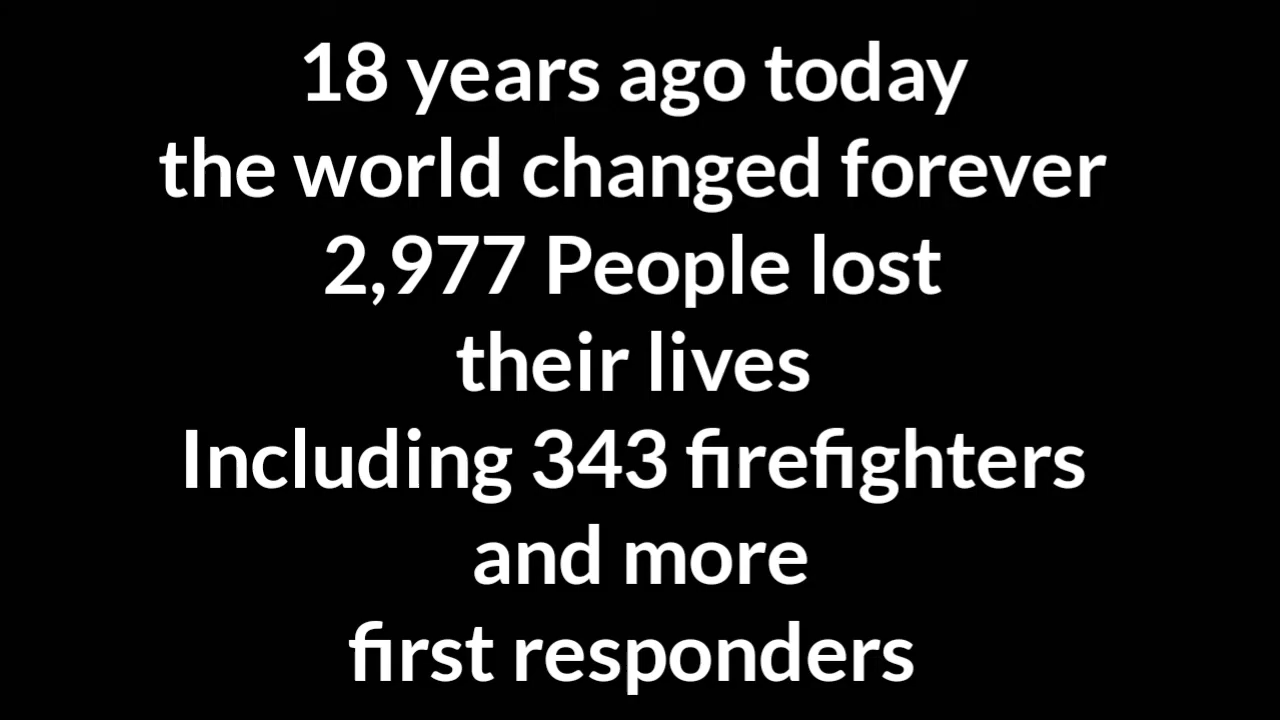 18 years ago today
the world changed forever
2,977 People lost
their lives
Including 343 firefighters
and more
first responders